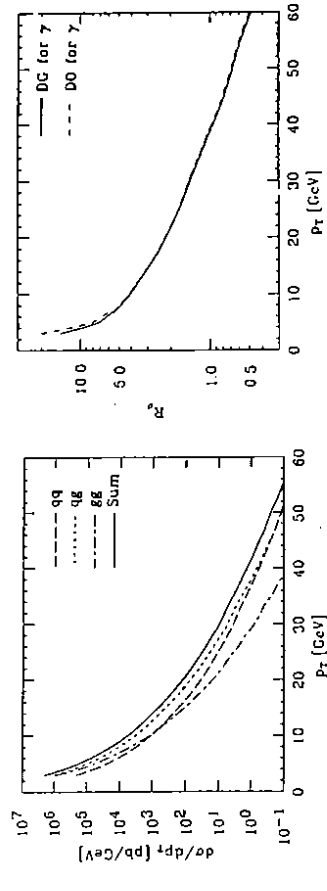 10⁷
10⁶
10⁵
10⁴
10³
10²
10¹
10⁰
10⁻¹
dσ/dp_T [pb/GeV]
qq
qg
gg
Sum
0 10 20 30 40 50 60
p_T [GeV]
10.0
5.0
1.0
0.5
DG for γ
DO for γ
0 10 20 30 40 50 60
p_T [GeV]